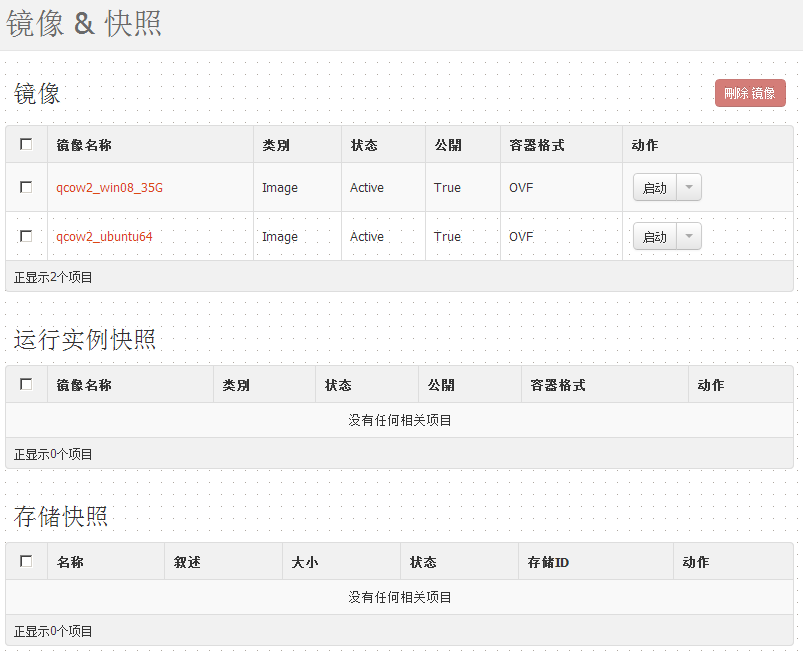 镜像 & 快照
镜像
刪除 镜像
镜像名称 类别 状态 公開 容器格式 动作
qcow2_win08_35G Image Active True OVF 启动
qcow2_ubuntu64 Image Active True OVF 启动
正显示2个项目
运行实例快照
镜像名称 类别 状态 公開 容器格式 动作
没有任何相关项目
正显示0个项目
存储快照
名称 叙述 大小 状态 存储ID 动作
没有任何相关项目
正显示0个项目